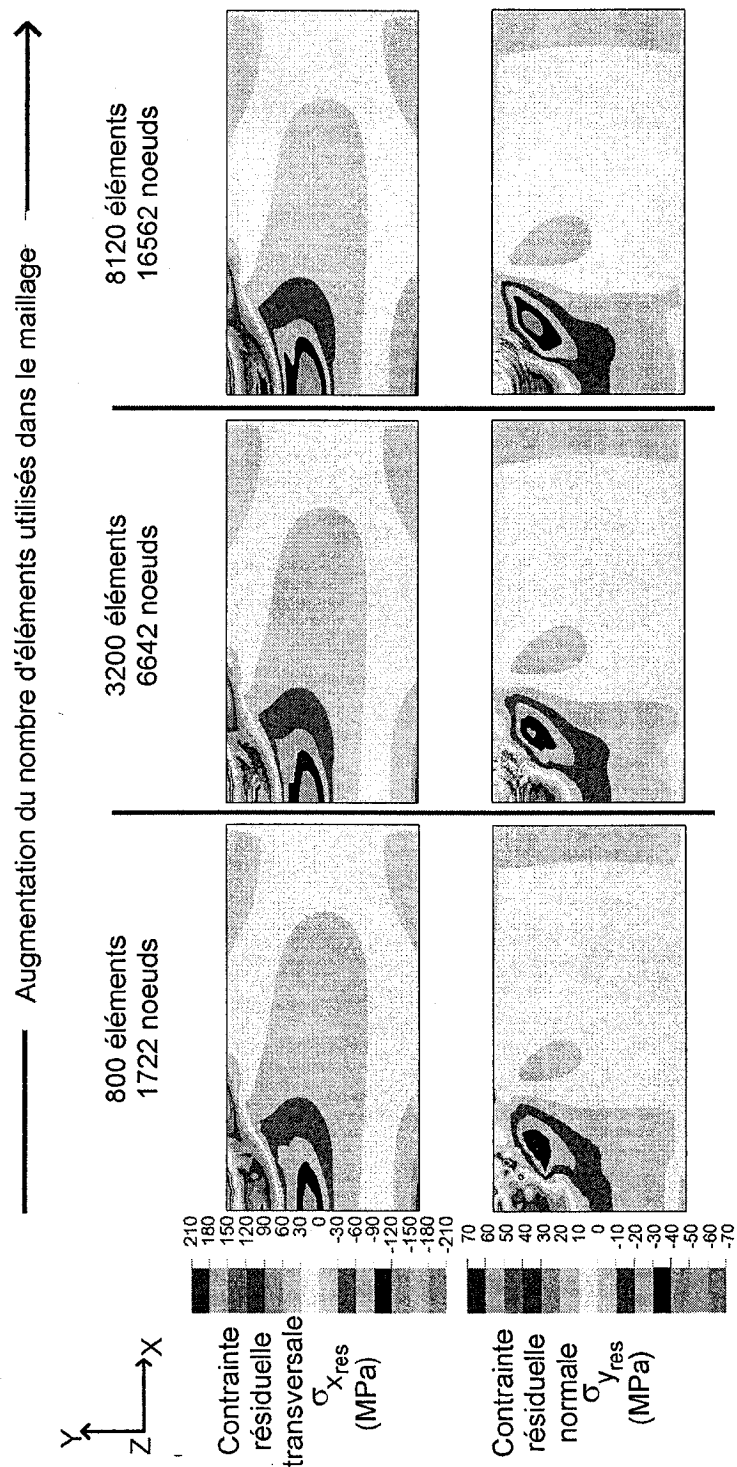 Augmentation du nombre d'éléments utilisés dans le maillage
800 éléments
1722 noeuds
3200 éléments
6642 noeuds
8120 éléments
16562 noeuds
Y
Z
X
Contrainte
résiduelle
transversale
σxres
(MPa)
210
180
150
120
90
60
30
0
-30
-60
-90
-120
-150
-180
-210
Contrainte
résiduelle
normale
σyres
(MPa)
70
60
50
40
30
20
10
0
-10
-20
-30
-40
-50
-60
-70